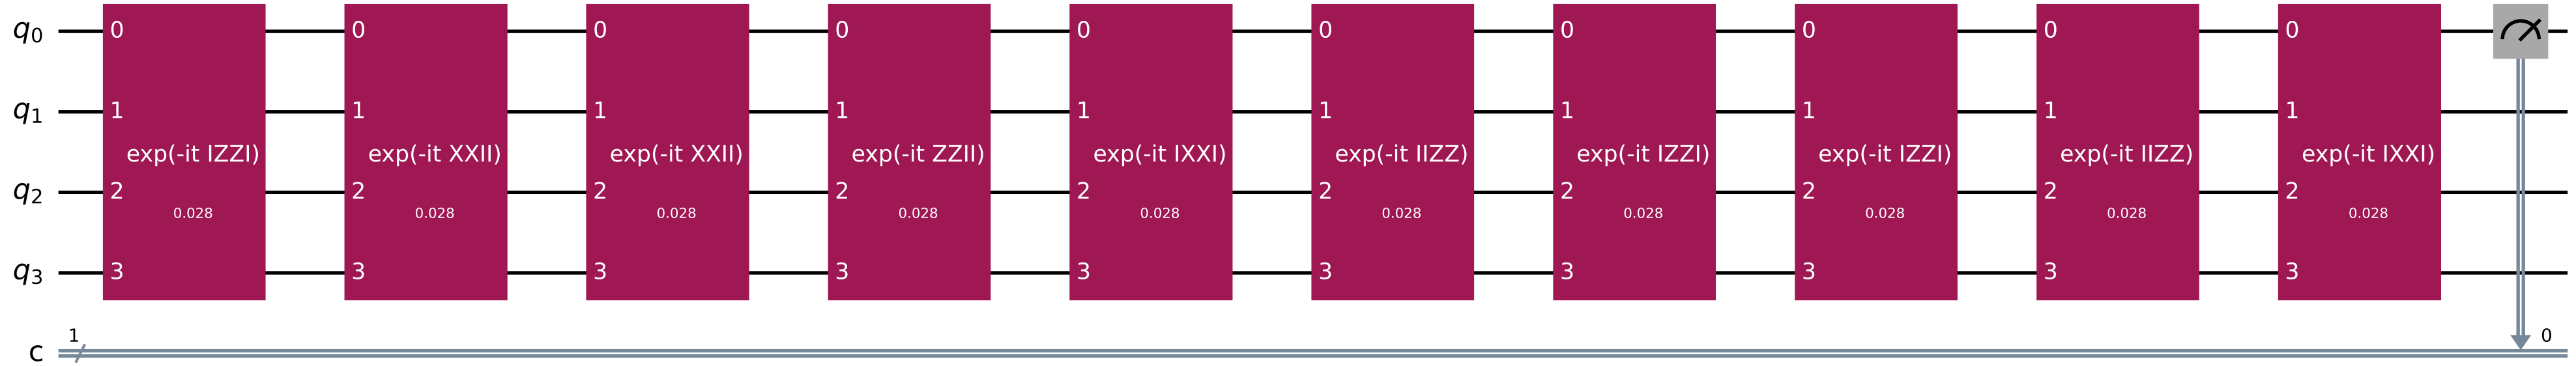 q0 0 0 0 0 0 0 0 0 0 0
q1 1 1 1 1 1 1 1 1 1 1
exp(-it IZZI) exp(-it XXII) exp(-it XXII) exp(-it ZZII) exp(-it IXXI) exp(-it IIZZ) exp(-it IZZI) exp(-it IZZI) exp(-it IIZZ) exp(-it IXXI)
q2 2 2 2 2 2 2 2 2 2 2
0.028 0.028 0.028 0.028 0.028 0.028 0.028 0.028 0.028 0.028
q3 3 3 3 3 3 3 3 3 3 3
1 0
c